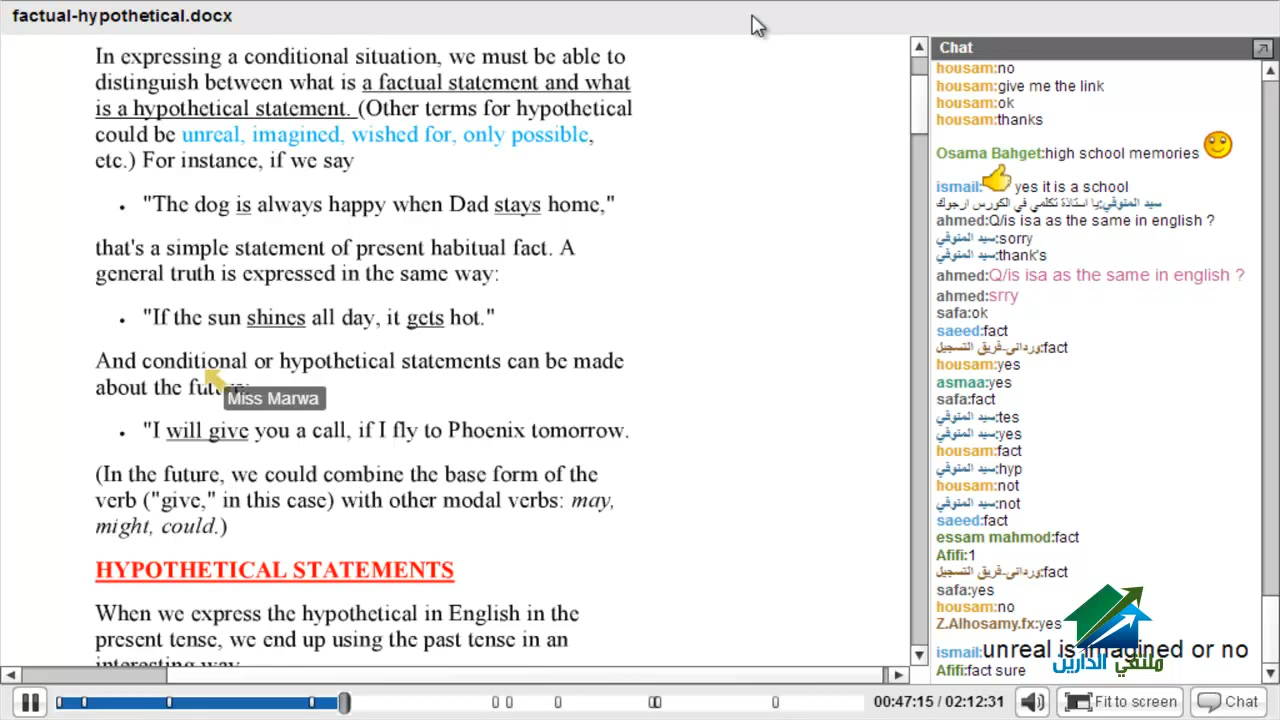 factual-hypothetical.docx
In expressing a conditional situation, we must be able to
distinguish between what is a factual statement and what
is a hypothetical statement. (Other terms for hypothetical
could be unreal, imagined, wished for, only possible,
etc.) For instance, if we say
• "The dog is always happy when Dad stays home,"
that's a simple statement of present habitual fact. A
general truth is expressed in the same way:
• "If the sun shines all day, it gets hot."
And conditional or hypothetical statements can be made
about the future:
Miss Marwa
• "I will give you a call, if I fly to Phoenix tomorrow.
(In the future, we could combine the base form of the
verb ("give," in this case) with other modal verbs: may,
might, could.)
HYPOTHETICAL STATEMENTS
When we express the hypothetical in English in the
present tense, we end up using the past tense in an
interesting way
Chat
housam:no
housam:give me the link
housam:ok
housam:thanks
Osama Bahget:high school memories
ismail: yes it is a school
سيد المنوفي:يا استاذة تكلمي في الكورس ارجوك
ahmed:Q/is isa as the same in english ?
سيد المنوفي:sorry
سيد المنوفي:thank's
ahmed:Q/is isa as the same in english ?
ahmed:srry
safa:ok
saeed:fact
ورداني-فريق التسجيل:fact
housam:yes
asmaa:yes
safa:fact
سيد المنوفي:tes
سيد المنوفي:yes
housam:fact
سيد المنوفي:hyp
housam:not
سيد المنوفي:not
saeed:fact
essam mahmod:fact
Afifi:1
ورداني-فريق التسجيل:fact
safa:yes
housam:no
Z.Alhosamy.fx:yes
ismail:unreal is imagined or no
Afifi:fact sure
ملتقي الدارين
00:47:15 / 02:12:31
Fit to screen
Chat